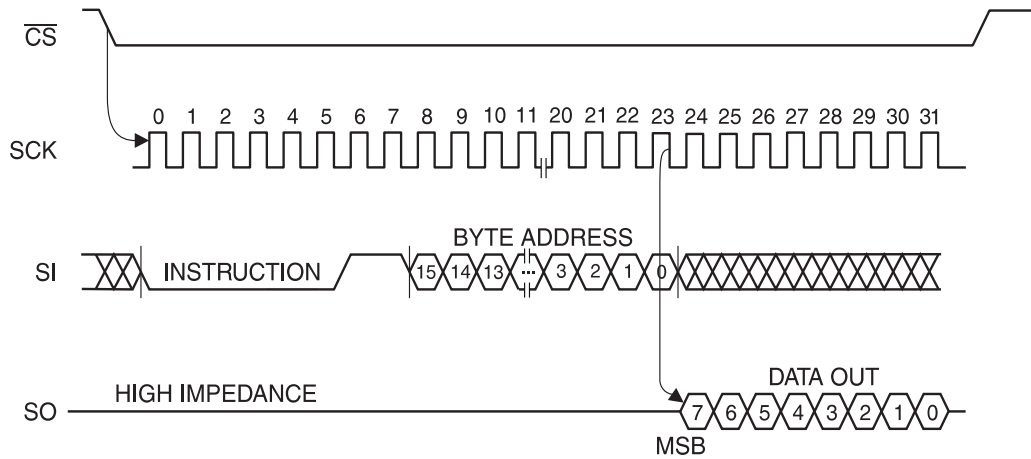 CS
0 1 2 3 4 5 6 7 8 9 10 11 20 21 22 23 24 25 26 27 28 29 30 31
SCK
BYTE ADDRESS
SI INSTRUCTION 15 14 13 ... 3 2 1 0
HIGH IMPEDANCE DATA OUT
SO 7 6 5 4 3 2 1 0
MSB